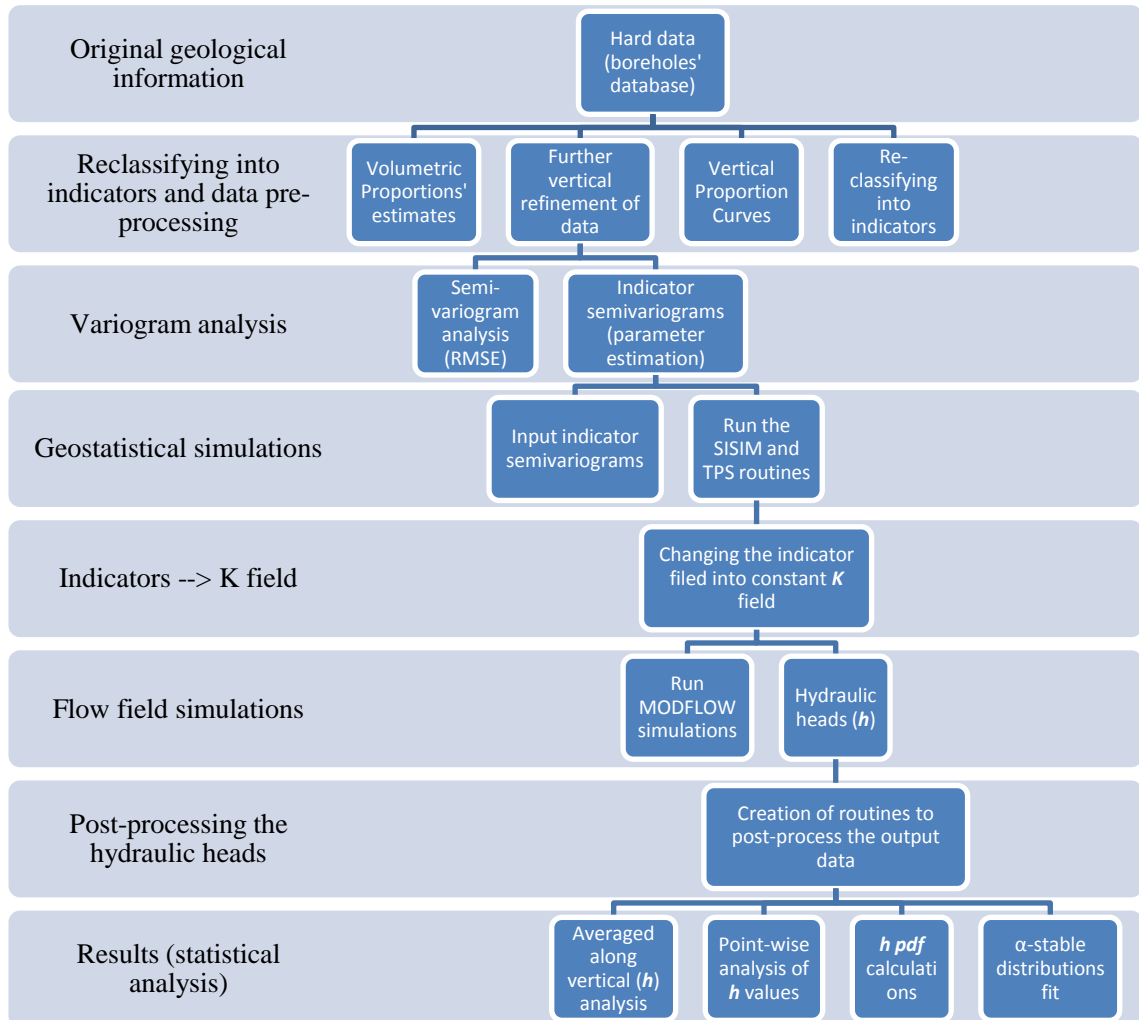 Original geological
information
Hard data
(boreholes'
database)
Reclassifying into
indicators and data pre-
processing
Volumetric
Proportions'
estimates
Further
vertical
refinement of
data
Vertical
Proportion
Curves
Re-
classifying
into
indicators
Variogram analysis
Semi-
variogram
analysis
(RMSE)
Indicator
semivariograms
(parameter
estimation)
Geostatistical simulations
Input indicator
semivariograms
Run the
SISIM and
TPS routines
Indicators --> K field
Changing the indicator
filed into constant K
field
Flow field simulations
Run
MODFLOW
simulations
Hydraulic
heads (h)
Post-processing the
hydraulic heads
Creation of routines to
post-process the output
data
Results (statistical
analysis)
Averaged
along
vertical (h)
analysis
Point-wise
analysis of
h values
h pdf
calculati
ons
α-stable
distributions
fit